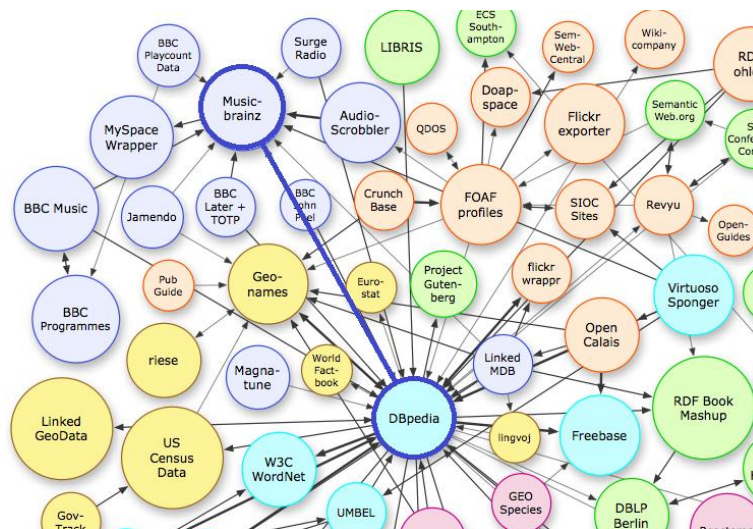 BBC
Playcount
Data
Surge
Radio
LIBRIS
ECS
South-
ampton
Sem-
Web-
Central
Wiki-
company
Music-
brainz
Doap-
space
MySpace
Wrapper
Audio-
Scrobbler
QDOS
Flickr
exporter
Semantic
Web.org
BBC Music
Jamendo
BBC
Later +
TOTP
BBC
John
Peel
Crunch
Base
FOAF
profiles
SIOC
Sites
Revyu
Open-
Guides
Pub
Guide
Geo-
names
Euro-
stat
Project
Guten-
berg
flickr
wrappr
Virtuoso
Sponger
BBC
Programmes
riese
World
Fact-
book
Magna-
tune
Linked
MDB
Open
Calais
Linked
GeoData
US
Census
Data
W3C
WordNet
DBpedia
lingvoj
Freebase
RDF Book
Mashup
Gov-
Track
UMBEL
GEO
Species
DBLP
Berlin